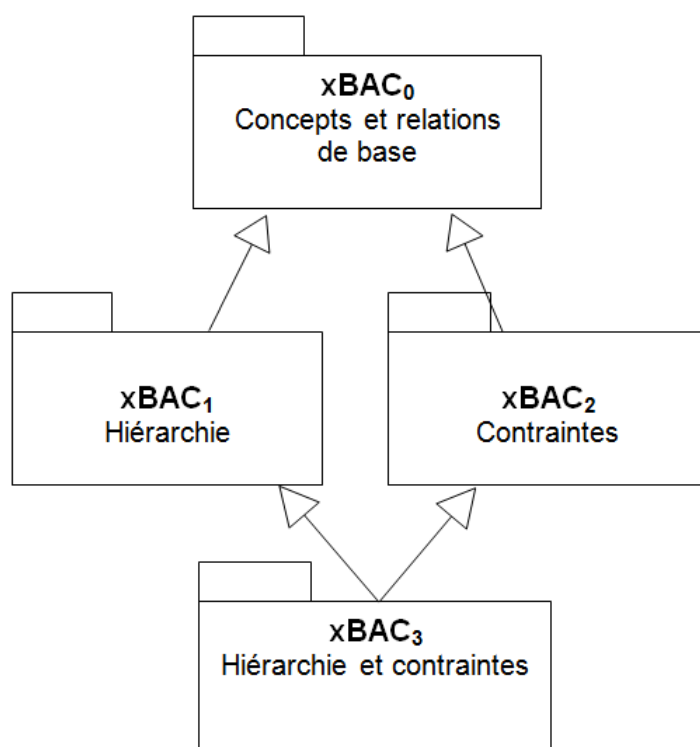 xBAC₀
Concepts et relations
de base
xBAC₁
Hiérarchie
xBAC₂
Contraintes
xBAC₃
Hiérarchie et contraintes